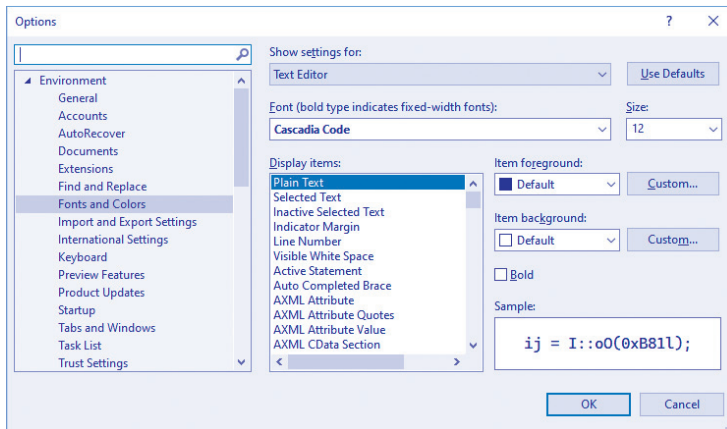 Options
Environment
General
Accounts
AutoRecover
Documents
Extensions
Find and Replace
Fonts and Colors
Import and Export Settings
International Settings
Keyboard
Preview Features
Product Updates
Startup
Tabs and Windows
Task List
Trust Settings
Show settings for:
Text Editor
Use Defaults
Font (bold type indicates fixed-width fonts):
Cascadia Code
Size:
12
Display items:
Plain Text
Selected Text
Inactive Selected Text
Indicator Margin
Line Number
Visible White Space
Active Statement
Auto Completed Brace
AXML Attribute
AXML Attribute Quotes
AXML Attribute Value
AXML CData Section
Item foreground:
Default
Custom...
Item background:
Default
Custom...
Bold
Sample:
ij = I::oO(0xB81l);
OK
Cancel